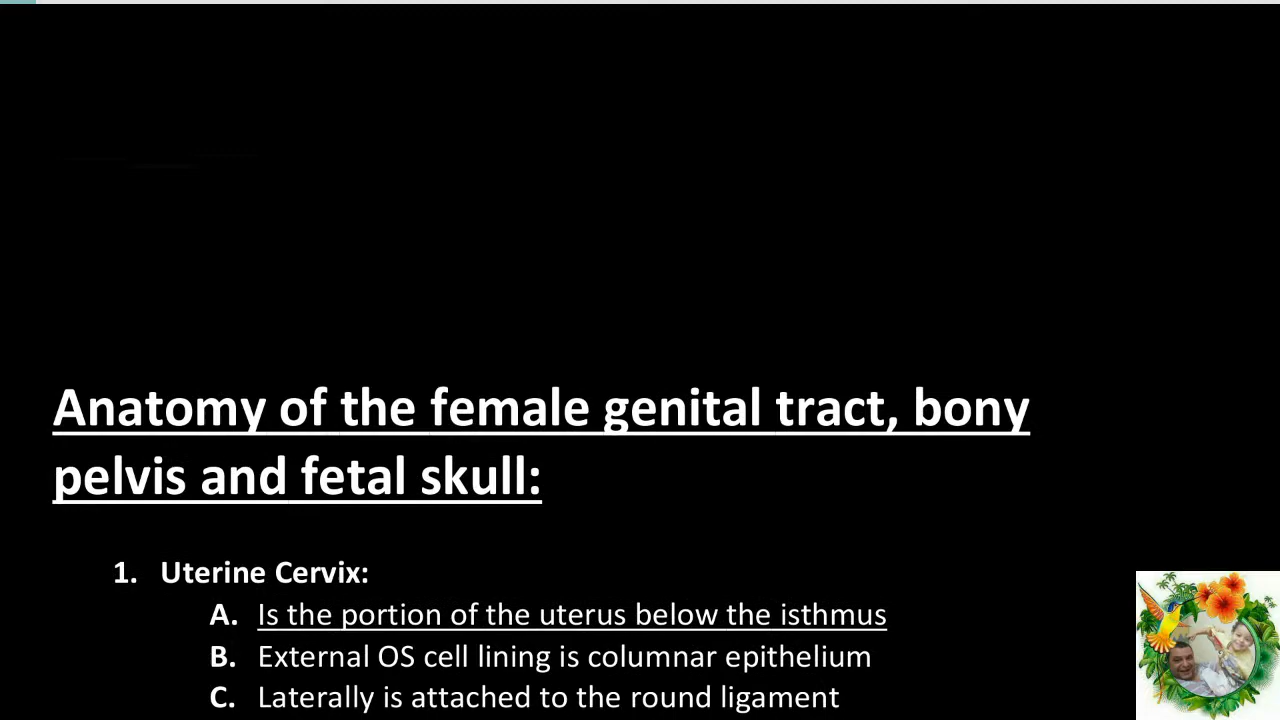 Anatomy of the female genital tract, bony
pelvis and fetal skull:
1. Uterine Cervix:
A. Is the portion of the uterus below the isthmus
B. External OS cell lining is columnar epithelium
C. Laterally is attached to the round ligament